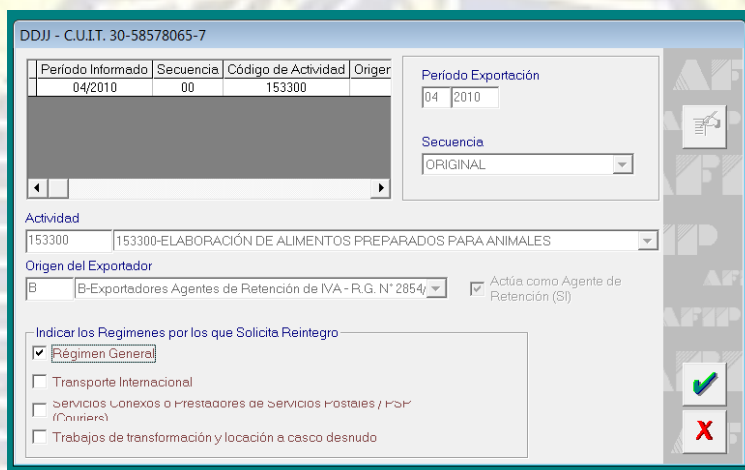 DDJJ - C.U.I.T. 30-58578065-7
Período Informado Secuencia Código de Actividad Origen
04/2010 00 153300
Período Exportación
04 2010
Secuencia
ORIGINAL
Actividad
153300 153300-ELABORACIÓN DE ALIMENTOS PREPARADOS PARA ANIMALES
Origen del Exportador
B B-Exportadores Agentes de Retención de IVA - R.G. N° 2854/
Actúa como Agente de
Retención (SI)
Indicar los Regimenes por los que Solicita Reintegro
Régimen General
Transporte Internacional
Servicios Conexos o Prestadores de Servicios Postales / PSP
(Couriers)
Trabajos de transformación y locación a casco desnudo
AFIP